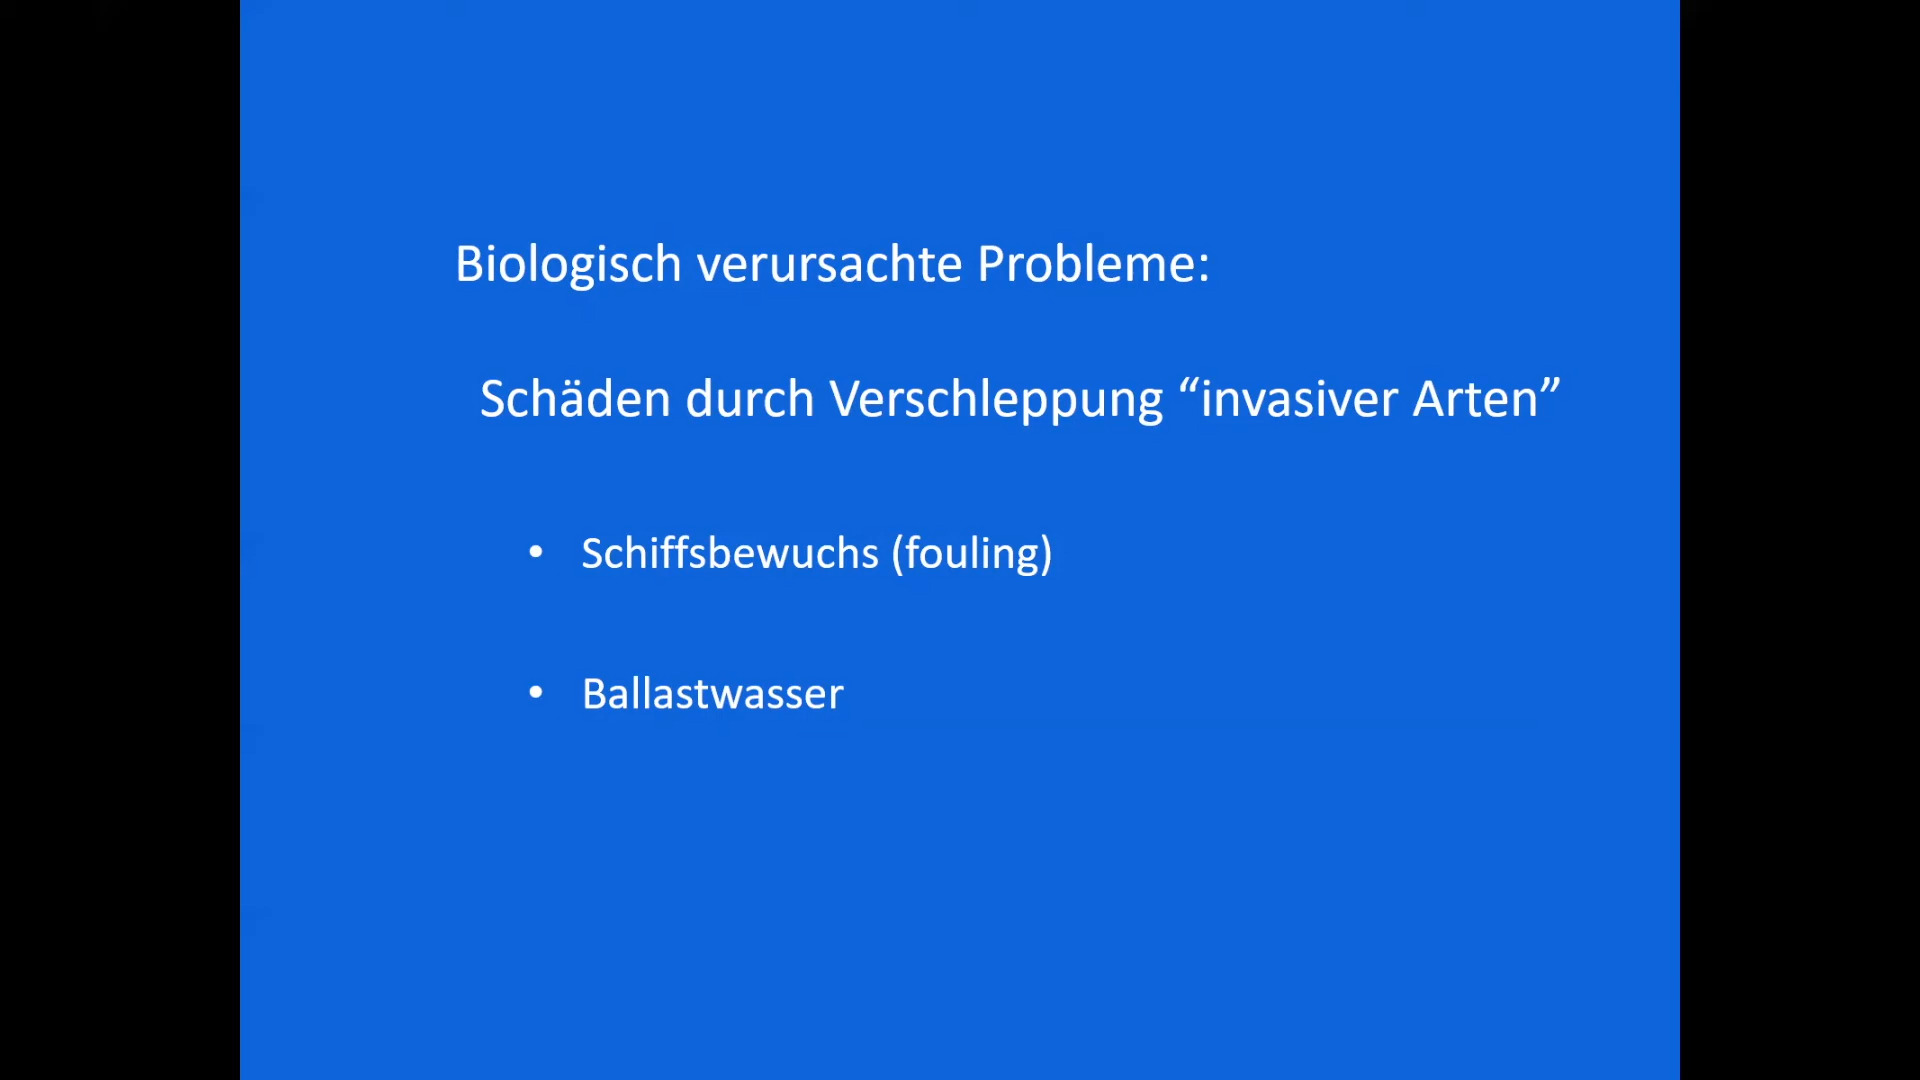 Biologisch verursachte Probleme:
Schäden durch Verschleppung “invasiver Arten”
• Schiffsbewuchs (fouling)
• Ballastwasser